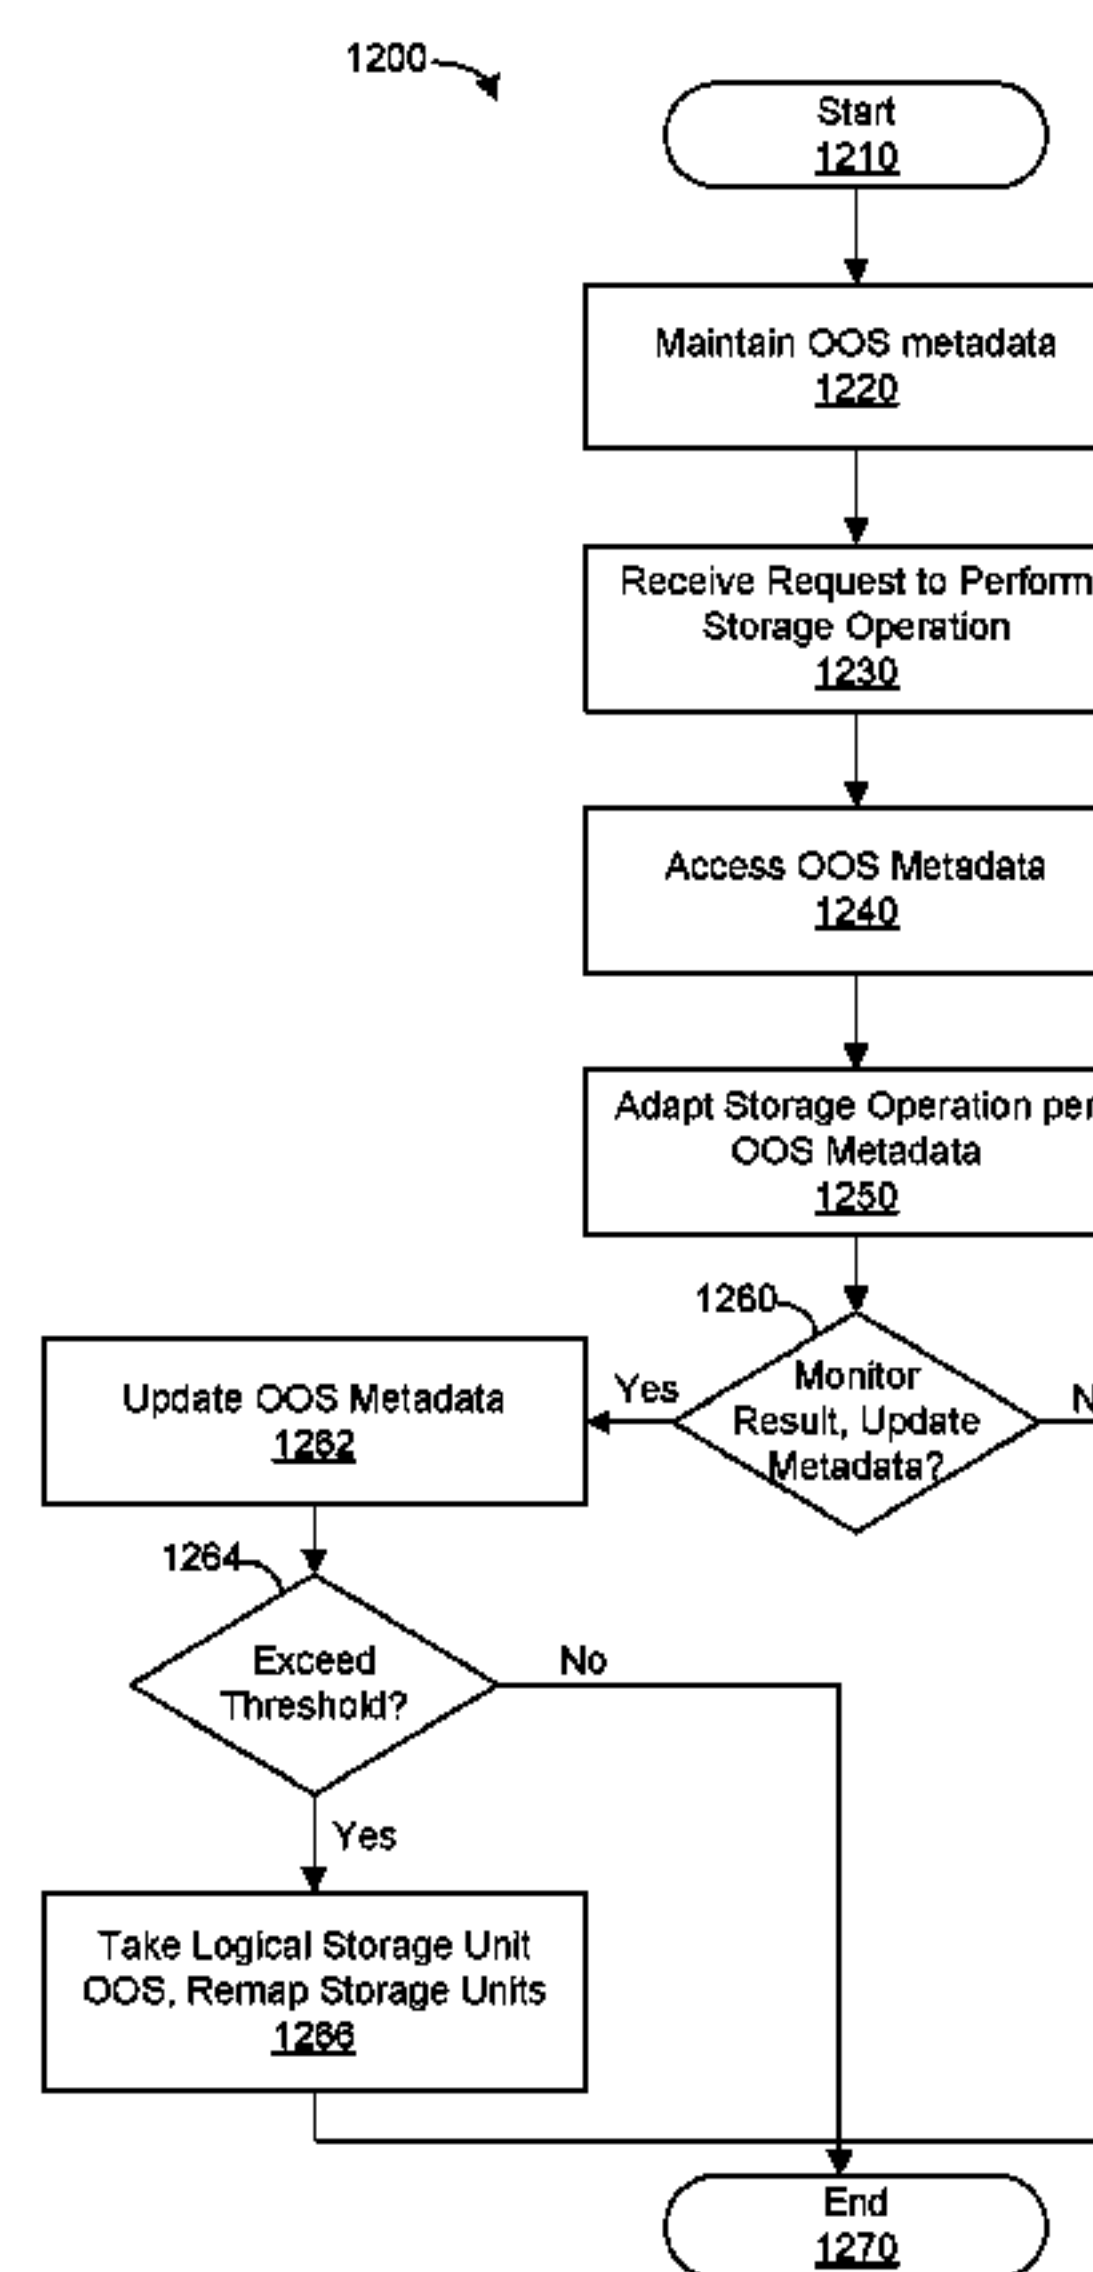 1200
Start
1210
Maintain OOS metadata
1220
Receive Request to Perform
Storage Operation
1230
Access OOS Metadata
1240
Adapt Storage Operation per
OOS Metadata
1250
1260
Monitor
Result, Update
Metadata?
Yes
N
Update OOS Metadata
1262
1264
Exceed
Threshold?
No
Yes
Take Logical Storage Unit
OOS, Remap Storage Units
1266
End
1270